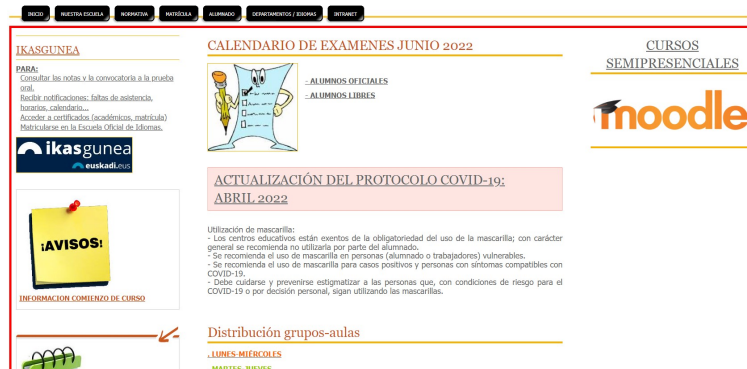 INICIO NUESTRA ESCUELA NORMATIVA MATRÍCULA ALUMNADO DEPARTAMENTOS / IDIOMAS INTRANET
IKASGUNEA
PARA:
Consultar las notas y la convocatoria a la prueba
oral.
Recibir notificaciones: faltas de asistencia,
horarios, calendario...
Acceder a certificados (académicos, matrícula)
Matricularse en la Escuela Oficial de Idiomas.
ikasgunea
euskadi.eus
¡AVISOS!
INFORMACION COMIENZO DE CURSO
CALENDARIO DE EXAMENES JUNIO 2022
- ALUMNOS OFICIALES
- ALUMNOS LIBRES
ACTUALIZACIÓN DEL PROTOCOLO COVID-19:
ABRIL 2022
Utilización de mascarilla:
- Los centros educativos están exentos de la obligatoriedad del uso de la mascarilla; con carácter
general se recomienda no utilizarla por parte del alumnado.
- Se recomienda el uso de mascarilla en personas (alumnado o trabajadores) vulnerables.
- Se recomienda el uso de mascarilla para casos positivos y personas con síntomas compatibles con
COVID-19.
- Debe cuidarse y prevenirse estigmatizar a las personas que, con condiciones de riesgo para el
COVID-19 o por decisión personal, sigan utilizando las mascarillas.
Distribución grupos-aulas
. LUNES-MIÉRCOLES
MARTES-JUEVES
CURSOS
SEMIPRESENCIALES
moodle